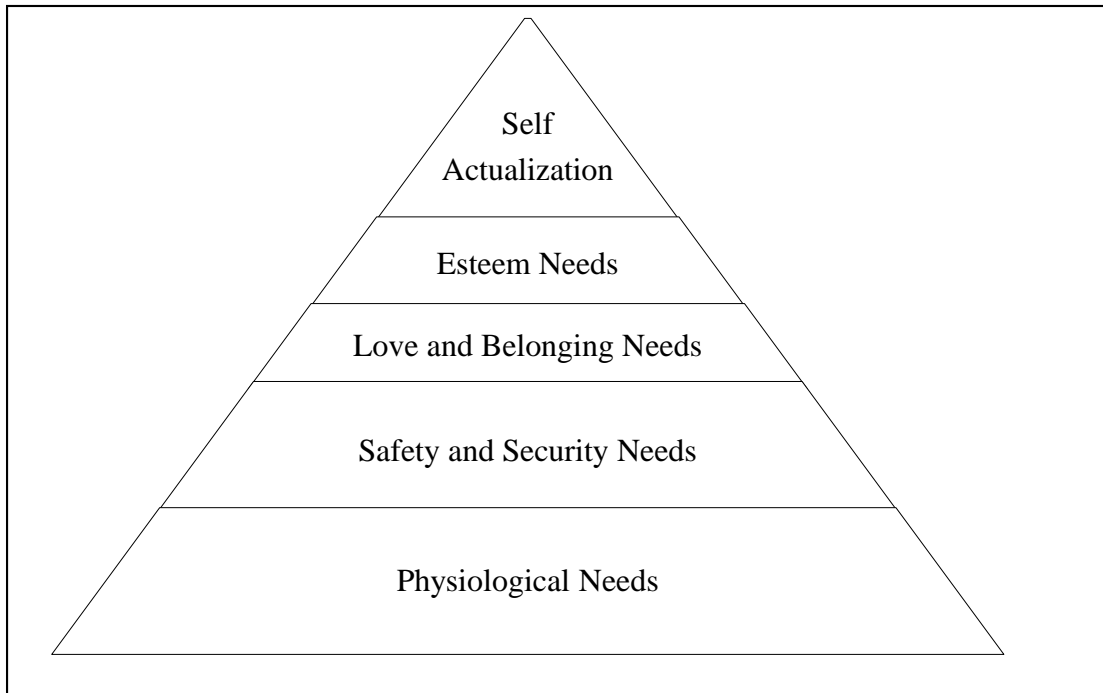 Self
Actualization
Esteem Needs
Love and Belonging Needs
Safety and Security Needs
Physiological Needs